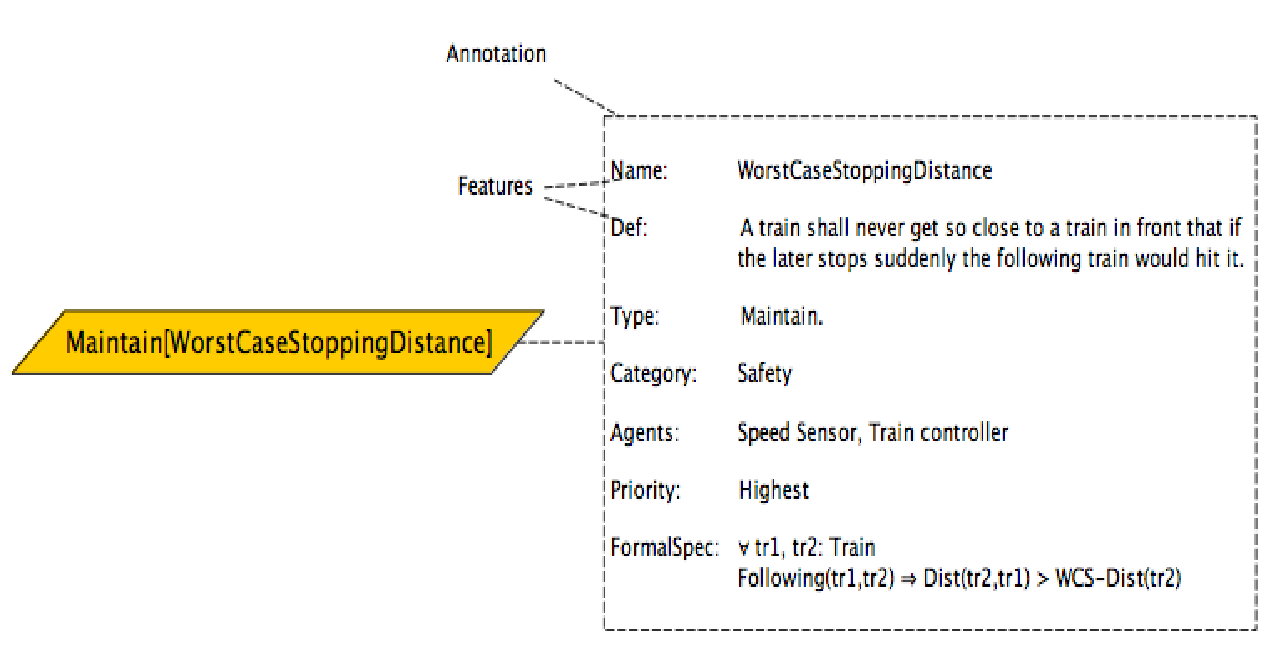 Annotation
Features
Maintain[WorstCaseStoppingDistance]
Name: WorstCaseStoppingDistance
Def: A train shall never get so close to a train in front that if
the later stops suddenly the following train would hit it.
Type: Maintain.
Category: Safety
Agents: Speed Sensor, Train controller
Priority: Highest
FormalSpec: ∀ tr1, tr2: Train
Following(tr1,tr2) ⇒ Dist(tr2,tr1) > WCS-Dist(tr2)